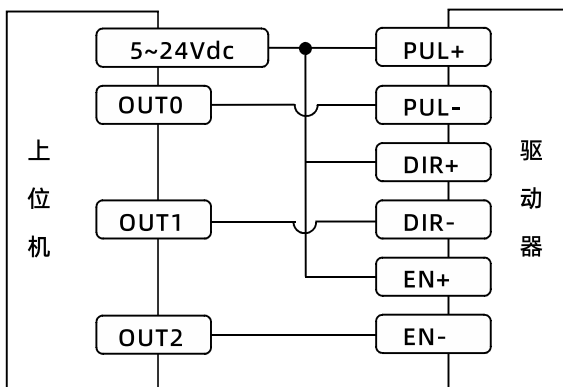 5~24Vdc
PUL+
OUT0
PUL-
上位机
DIR+
驱动器
OUT1
DIR-
EN+
OUT2
EN-